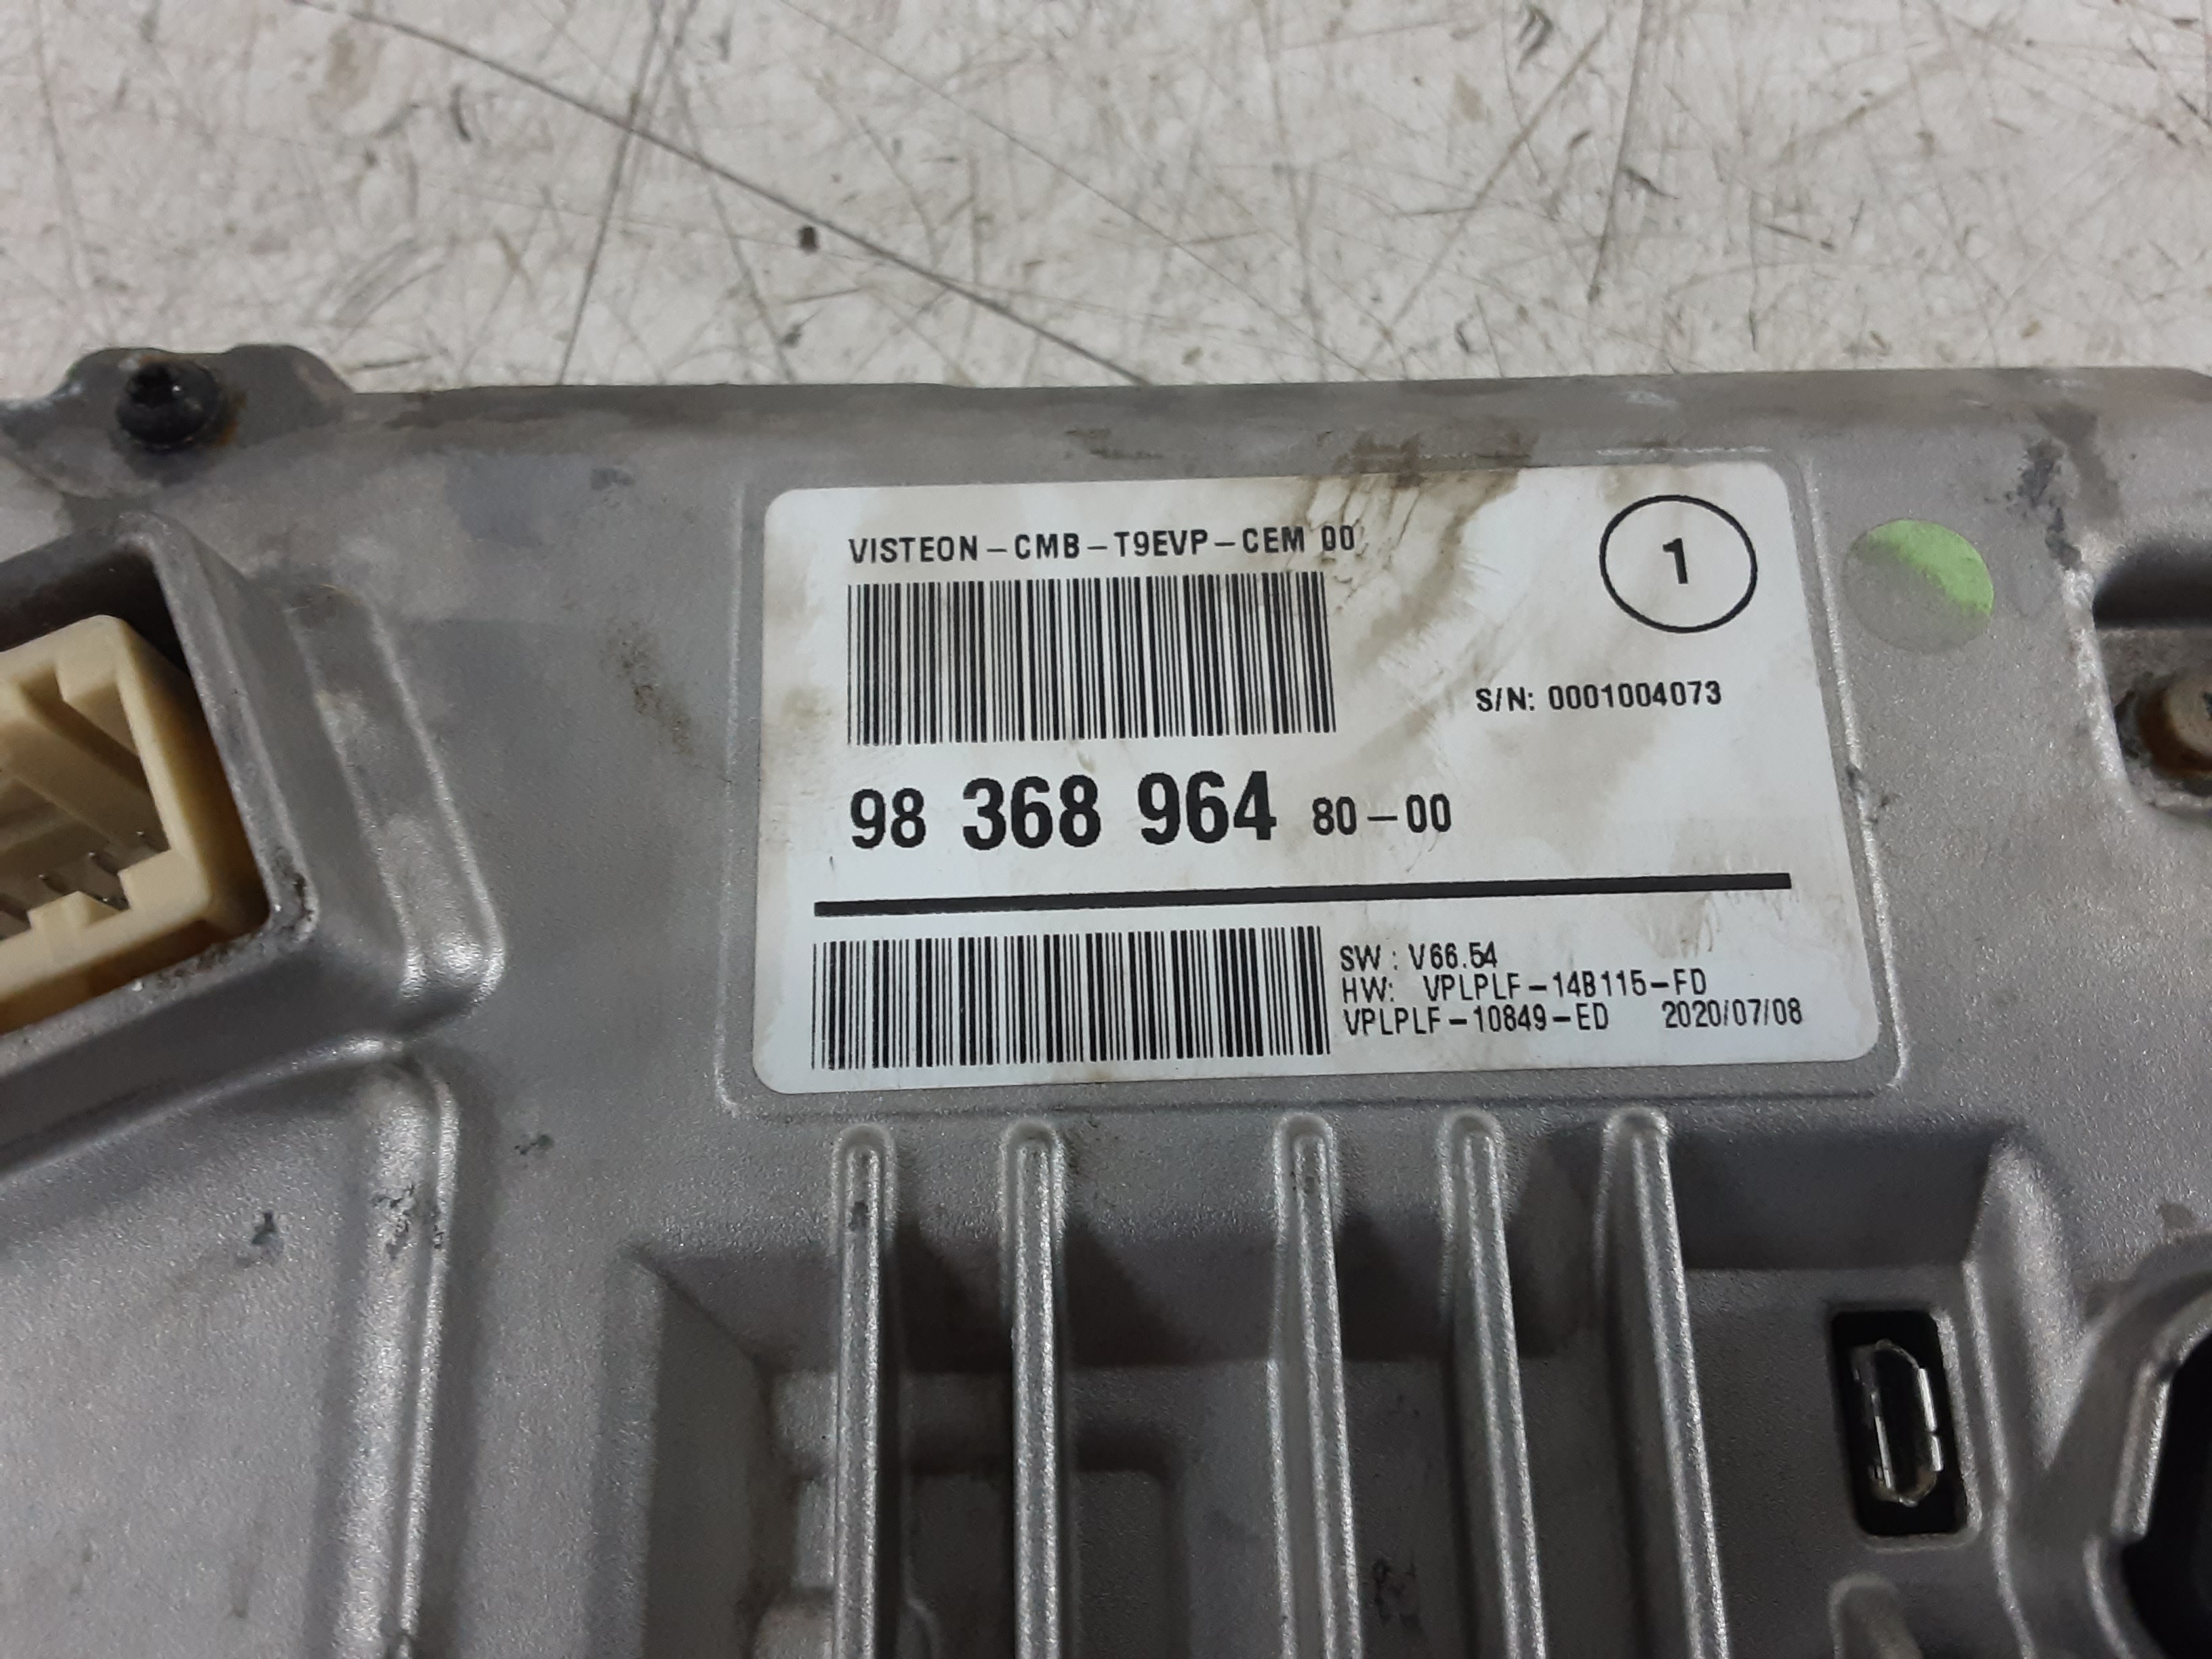 VISTEON-CMB-T9EVP-CEM 00
1
S/N: 0001004073
98 368 964 80-00
SW : V66.54
HW: VPLPLF-14B115-FD
VPLPLF-10849-ED 2020/07/08